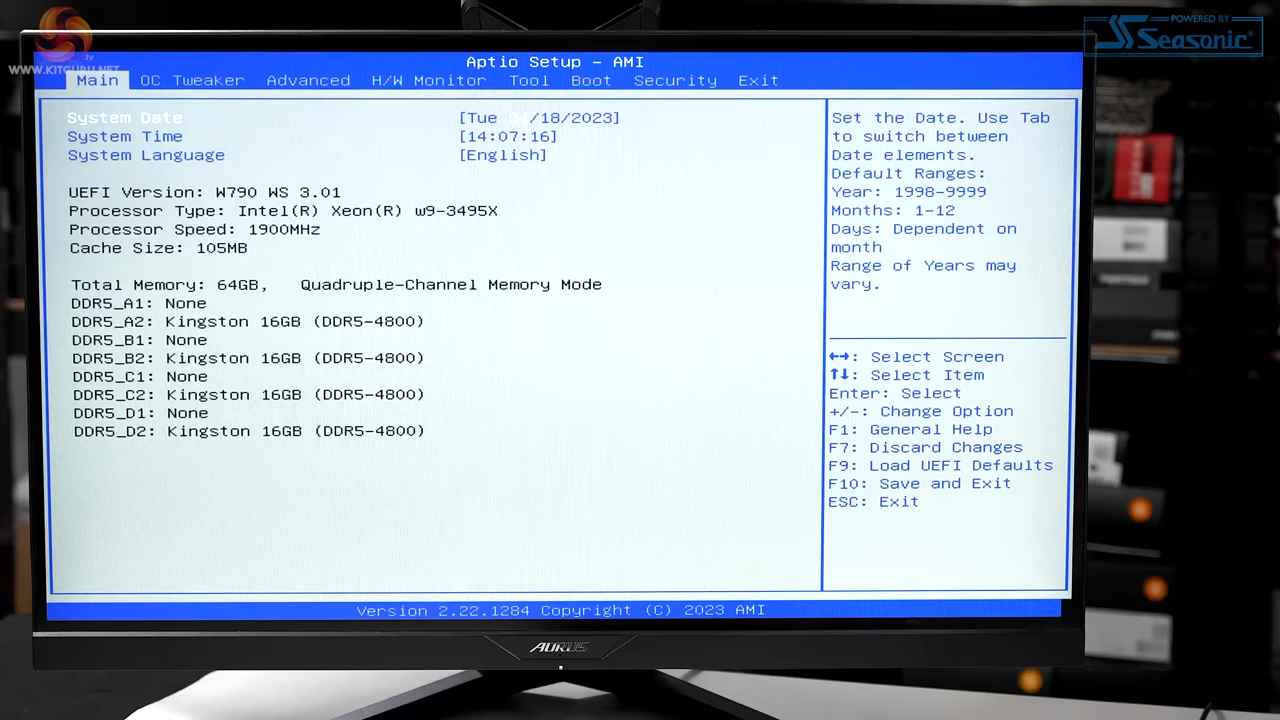 .tv
WWW.KITGURU.NET
POWERED BY
Seasonic
Aptio Setup - AMI
Main OC Tweaker Advanced H/W Monitor Tool Boot Security Exit
System Date [Tue 04/18/2023]
System Time [14:07:16]
System Language [English]
UEFI Version: W790 WS 3.01
Processor Type: Intel(R) Xeon(R) w9-3495X
Processor Speed: 1900MHz
Cache Size: 105MB
Total Memory: 64GB, Quadruple-Channel Memory Mode
DDR5_A1: None
DDR5_A2: Kingston 16GB (DDR5-4800)
DDR5_B1: None
DDR5_B2: Kingston 16GB (DDR5-4800)
DDR5_C1: None
DDR5_C2: Kingston 16GB (DDR5-4800)
DDR5_D1: None
DDR5_D2: Kingston 16GB (DDR5-4800)
Set the Date. Use Tab
to switch between
Date elements.
Default Ranges:
Year: 1998-9999
Months: 1-12
Days: Dependent on
month
Range of Years may
vary.
↔: Select Screen
↑↓: Select Item
Enter: Select
+/-: Change Option
F1: General Help
F7: Discard Changes
F9: Load UEFI Defaults
F10: Save and Exit
ESC: Exit
Version 2.22.1284 Copyright (C) 2023 AMI
AORUS